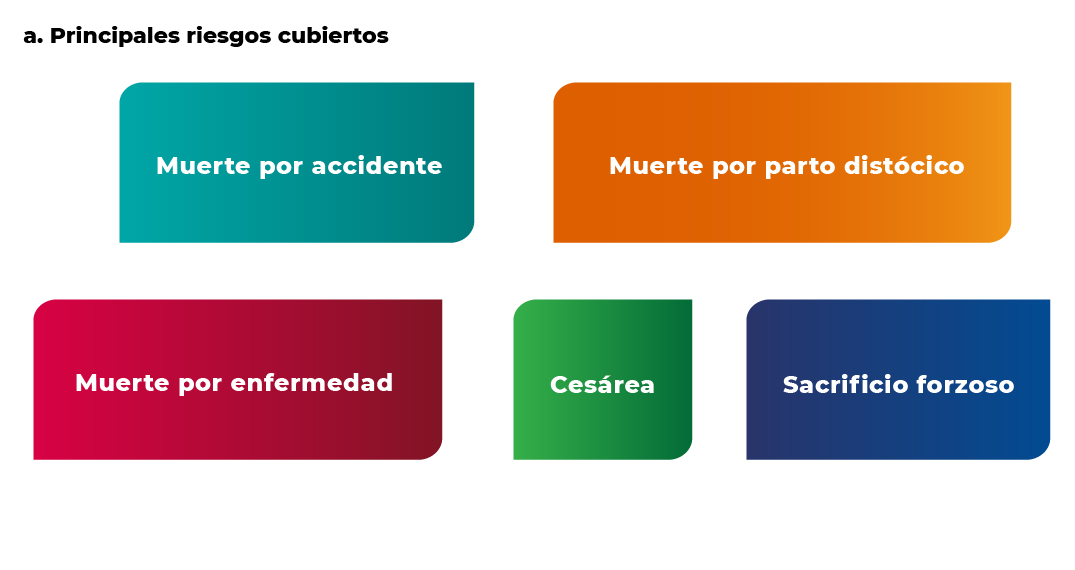 a. Principales riesgos cubiertos
Muerte por accidente
Muerte por parto distócico
Muerte por enfermedad
Cesárea
Sacrificio forzoso